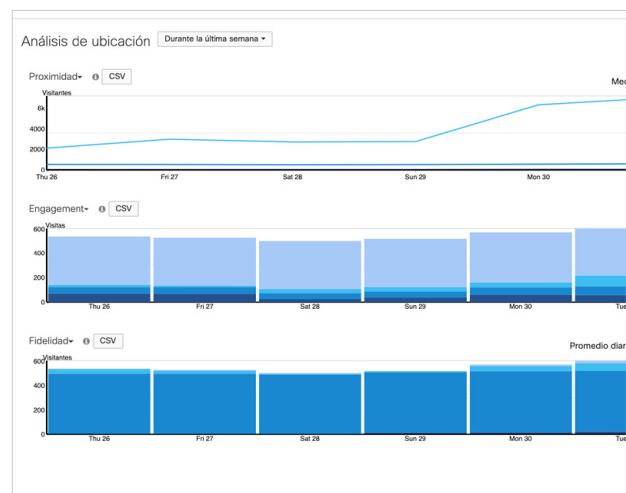 Análisis de ubicación Durante la última semana
Proximidad CSV
Mec
Visitantes
6k
4000
2000
0
Thu 26 Fri 27 Sat 28 Sun 29 Mon 30
Engagement CSV
Visitas
600
400
200
0
Thu 26 Fri 27 Sat 28 Sun 29 Mon 30 Tue
Fidelidad CSV
Promedio diar
Visitantes
600
400
200
0
Thu 26 Fri 27 Sat 28 Sun 29 Mon 30 Tue